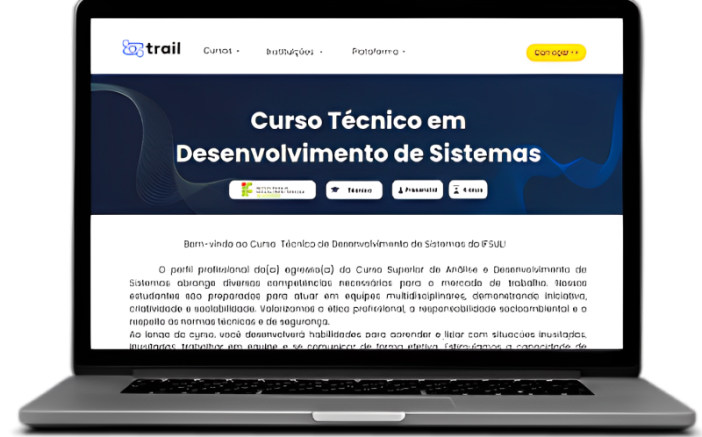 trail Cursos Instituições Plataforma Começar
Curso Técnico em
Desenvolvimento de Sistemas
Técnico Presencial 4 anos
Bem-vindo ao Curso Técnico de Desenvolvimento de Sistemas do IFSUL!
O perfil profissional do(a) egresso(a) do Curso Superior de Análise e Desenvolvimento de
Sistemas abrange diversas competências necessárias para o mercado de trabalho. Nossos
estudantes são preparados para atuar em equipes multidisciplinares, demonstrando iniciativa,
criatividade e sociabilidade. Valorizamos a ética profissional, a responsabilidade socioambiental e o
respeito às normas técnicas e de segurança.
Ao longo do curso, você desenvolverá habilidades para aprender e lidar com situações inusitadas,
inusitadas, trabalhar em equipe e se comunicar de forma efetiva. Estimulamos a capacidade de